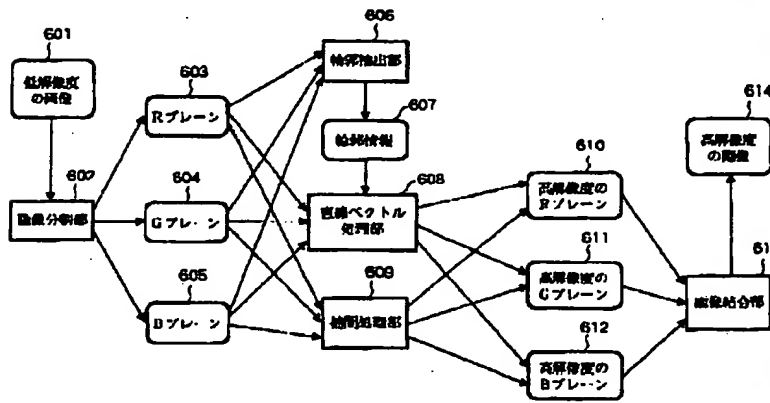 601
低解像度
の画像
602
画像分割部
603
Rプレーン
604
Gプレーン
605
Bプレーン
606
輪郭抽出部
607
輪郭情報
608
直線ベクトル
処理部
609
補間処理部
610
高解像度の
Rプレーン
611
高解像度の
Gプレーン
612
高解像度の
Bプレーン
61
画像結合部
614
高解像度
の画像